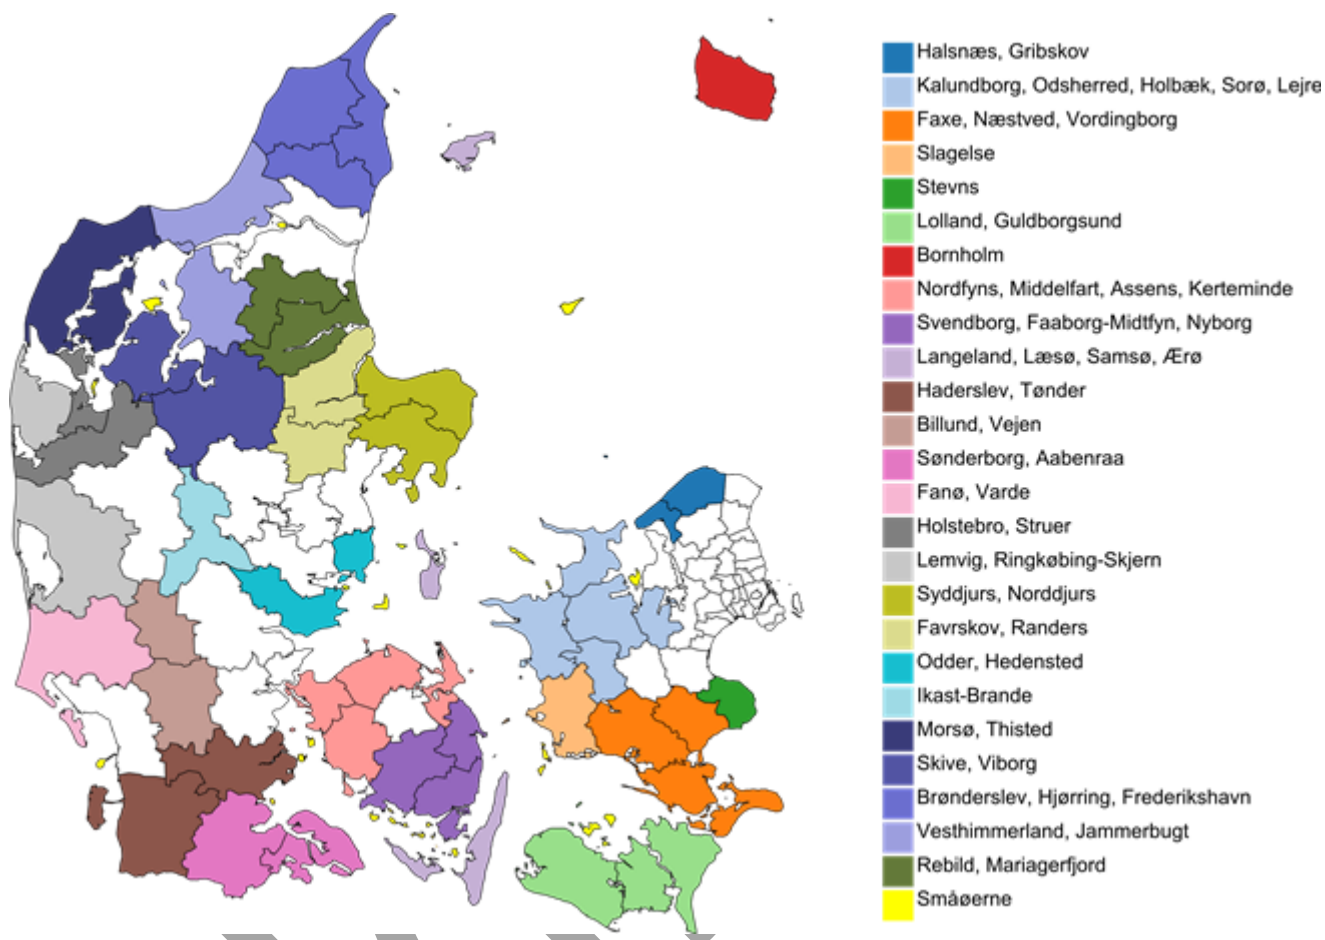 Halsnæs, Gribskov
Kalundborg, Odsherred, Holbæk, Sorø, Lejre
Faxe, Næstved, Vordingborg
Slagelse
Stevns
Lolland, Guldborgsund
Bornholm
Nordfyns, Middelfart, Assens, Kerteminde
Svendborg, Faaborg-Midtfyn, Nyborg
Langeland, Læsø, Samsø, Ærø
Haderslev, Tønder
Billund, Vejen
Sønderborg, Aabenraa
Fanø, Varde
Holstebro, Struer
Lemvig, Ringkøbing-Skjern
Syddjurs, Norddjurs
Favrskov, Randers
Odder, Hedensted
Ikast-Brande
Morsø, Thisted
Skive, Viborg
Brønderslev, Hjørring, Frederikshavn
Vesthimmerland, Jammerbugt
Rebild, Mariagerfjord
Småøerne